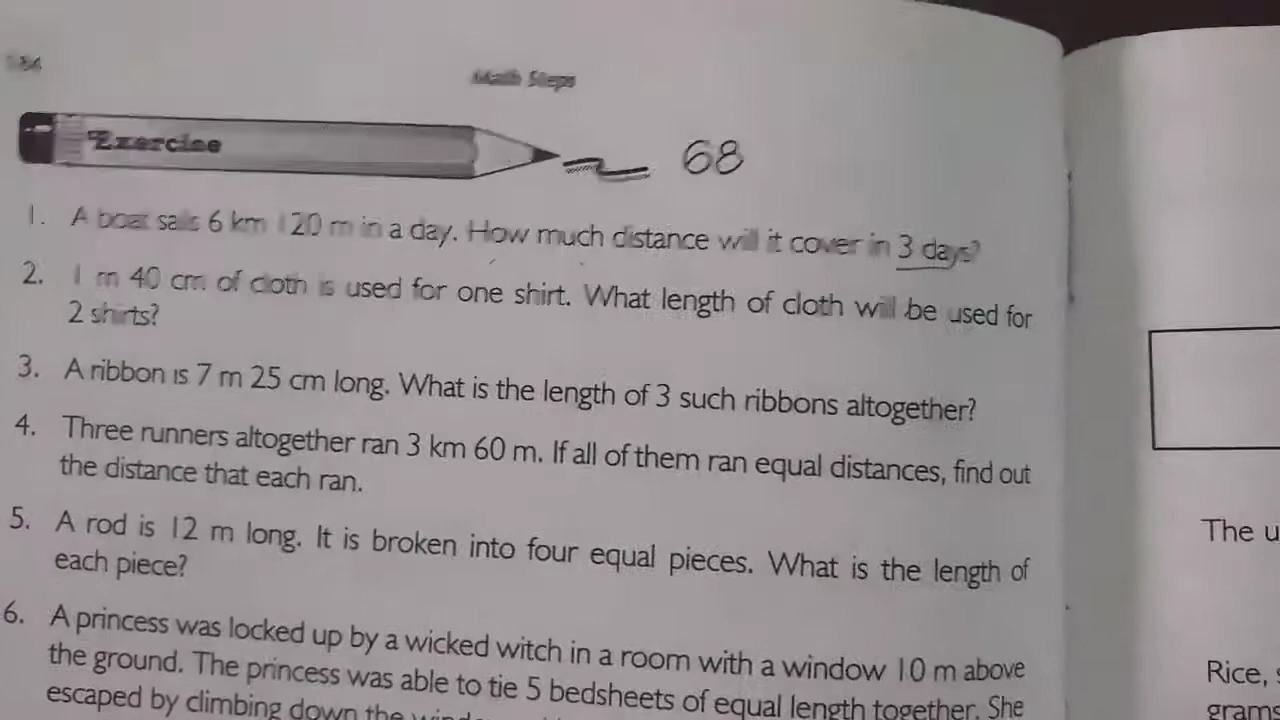 Math Steps
Exercise 68
1. A boat sails 6 km 120 m in a day. How much distance will it cover in 3 days?
2. 1 m 40 cm of cloth is used for one shirt. What length of cloth will be used for
2 shirts?
3. A ribbon is 7 m 25 cm long. What is the length of 3 such ribbons altogether?
4. Three runners altogether ran 3 km 60 m. If all of them ran equal distances, find out
the distance that each ran.
5. A rod is 12 m long. It is broken into four equal pieces. What is the length of
each piece?
6. A princess was locked up by a wicked witch in a room with a window 10 m above
the ground. The princess was able to tie 5 bedsheets of equal length together. She
escaped by climbing down the
The u
Rice,
grams